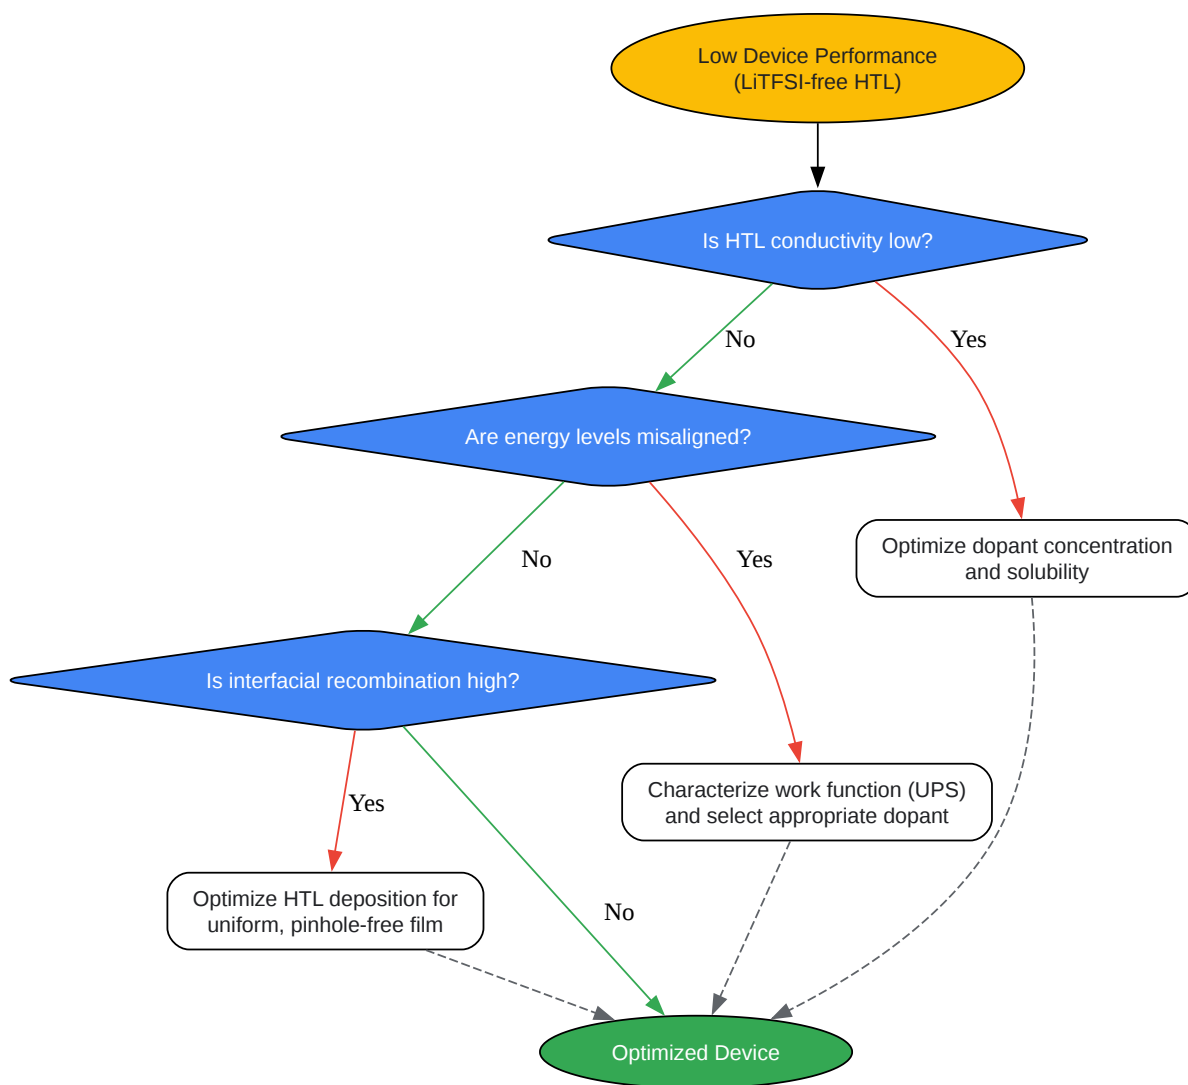 Low Device Performance
(LiTFSI-free HTL)
Is HTL conductivity low?
No
Yes
Are energy levels misaligned?
Optimize dopant concentration
and solubility
No
Yes
Is interfacial recombination high?
Characterize work function (UPS)
and select appropriate dopant
Yes
Optimize HTL deposition for
uniform, pinhole-free film
No
Optimized Device